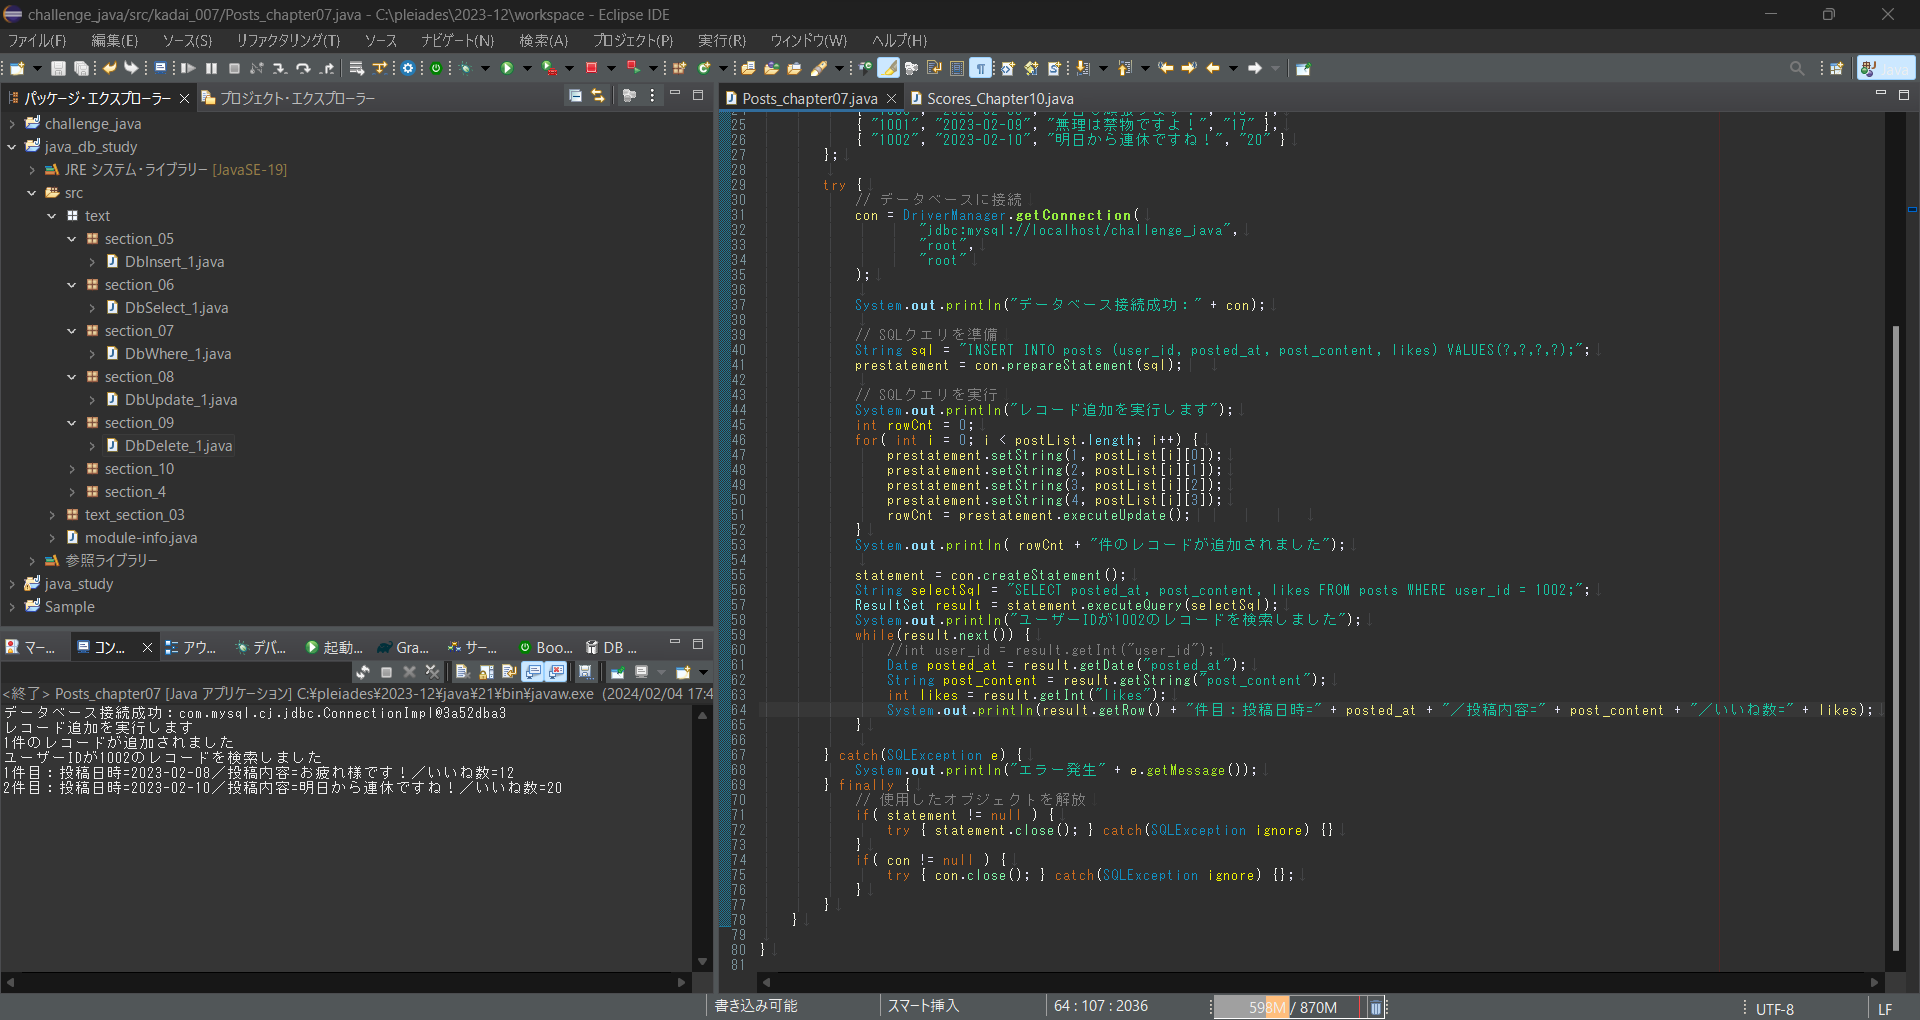 challenge_java/src/kadai_007/Posts_chapter07.java - C:\pleiades\2023-12\workspace - Eclipse IDE
ファイル(F) 編集(E) ソース(S) リファクタリング(T) ソース ナビゲート(N) 検索(A) プロジェクト(P) 実行(R) ウィンドウ(W) ヘルプ(H)
Java
パッケージ・エクスプローラー プロジェクト・エクスプローラー
challenge_java
java_db_study
JRE システム・ライブラリー [JavaSE-19]
src
text
section_05
DbInsert_1.java
section_06
DbSelect_1.java
section_07
DbWhere_1.java
section_08
DbUpdate_1.java
section_09
DbDelete_1.java
section_10
section_4
text_section_03
module-info.java
参照ライブラリー
java_study
Sample
マー... コン... アウ... デバ... 起動... Gra... サー... Boo... DB ...
<終了> Posts_chapter07 [Java アプリケーション] C:¥pleiades¥2023-12¥java¥21¥bin¥javaw.exe (2024/02/04 17:4
データベース接続成功：com.mysql.cj.jdbc.ConnectionImpl@3a52dba3
レコード追加を実行します
1件のレコードが追加されました
ユーザーIDが1002のレコードを検索しました
1件目：投稿日時=2023-02-08／投稿内容=お疲れ様です！／いいね数=12
2件目：投稿日時=2023-02-10／投稿内容=明日から連休ですね！／いいね数=20
Posts_chapter07.java Scores_Chapter10.java
25 { "1001", "2023-02-09", "無理は禁物ですよ！", "17" },
26 { "1002", "2023-02-10", "明日から連休ですね！", "20" }
27 };
28
29 try {
30 // データベースに接続
31 con = DriverManager.getConnection(
32 "jdbc:mysql://localhost/challenge_java",
33 "root",
34 "root"
35 );
36
37 System.out.println("データベース接続成功：" + con);
38
39 // SQLクエリを準備
40 String sql = "INSERT INTO posts (user_id, posted_at, post_content, likes) VALUES(?,?,?,?);";
41 prestatement = con.prepareStatement(sql);
42
43 // SQLクエリを実行
44 System.out.println("レコード追加を実行します");
45 int rowCnt = 0;
46 for( int i = 0; i < postList.length; i++) {
47 prestatement.setString(1, postList[i][0]);
48 prestatement.setString(2, postList[i][1]);
49 prestatement.setString(3, postList[i][2]);
50 prestatement.setString(4, postList[i][3]);
51 rowCnt = prestatement.executeUpdate();
52 }
53 System.out.println( rowCnt + "件のレコードが追加されました");
54
55 statement = con.createStatement();
56 String selectSql = "SELECT posted_at, post_content, likes FROM posts WHERE user_id = 1002;";
57 ResultSet result = statement.executeQuery(selectSql);
58 System.out.println("ユーザーIDが1002のレコードを検索しました");
59 while(result.next()) {
60 //int user_id = result.getInt("user_id");
61 Date posted_at = result.getDate("posted_at");
62 String post_content = result.getString("post_content");
63 int likes = result.getInt("likes");
64 System.out.println(result.getRow() + "件目：投稿日時=" + posted_at + "／投稿内容=" + post_content + "／いいね数=" + likes);
65 }
66
67 } catch(SQLException e) {
68 System.out.println("エラー発生" + e.getMessage());
69 } finally {
70 // 使用したオブジェクトを解放
71 if( statement != null ) {
72 try { statement.close(); } catch(SQLException ignore) {}
73 }
74 if( con != null ) {
75 try { con.close(); } catch(SQLException ignore) {};
76 }
77 }
78 }
79
80 }
81
書き込み可能 スマート挿入 64 : 107 : 2036 598M / 870M UTF-8 LF